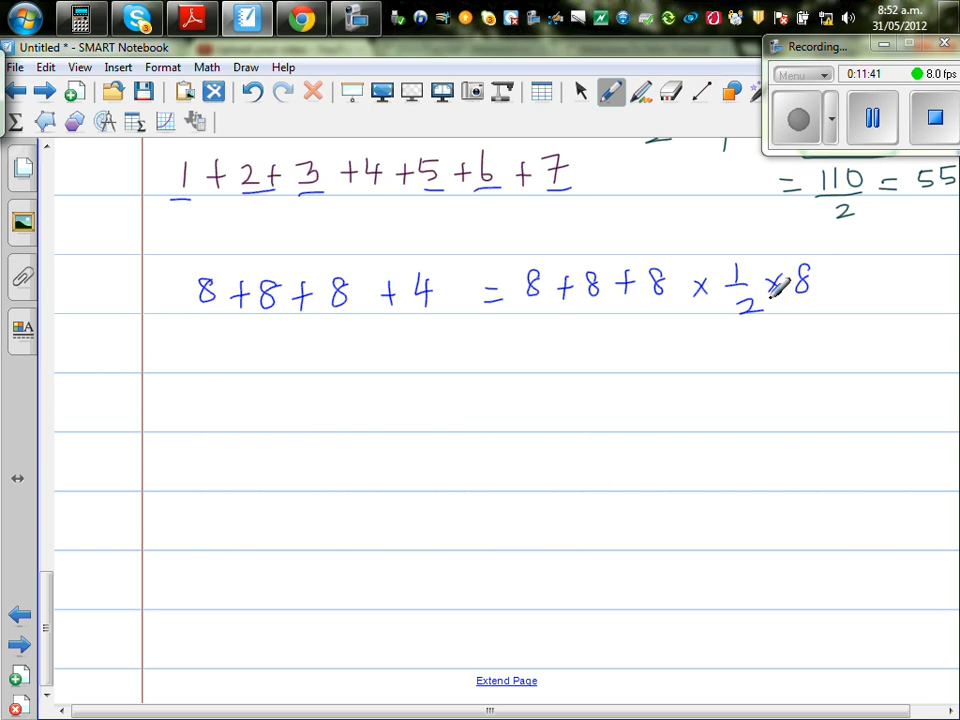 8:52 a.m.
31/05/2012
Untitled * - SMART Notebook
Recording...
File Edit View Insert Format Math Draw Help
Menu
0:11:41
8.0 fps
1 + 2 + 3 + 4 + 5 + 6 + 7
= 110/2 = 55
8 + 8 + 8 + 4 = 8 + 8 + 8 × 1/2 × 8
Extend Page